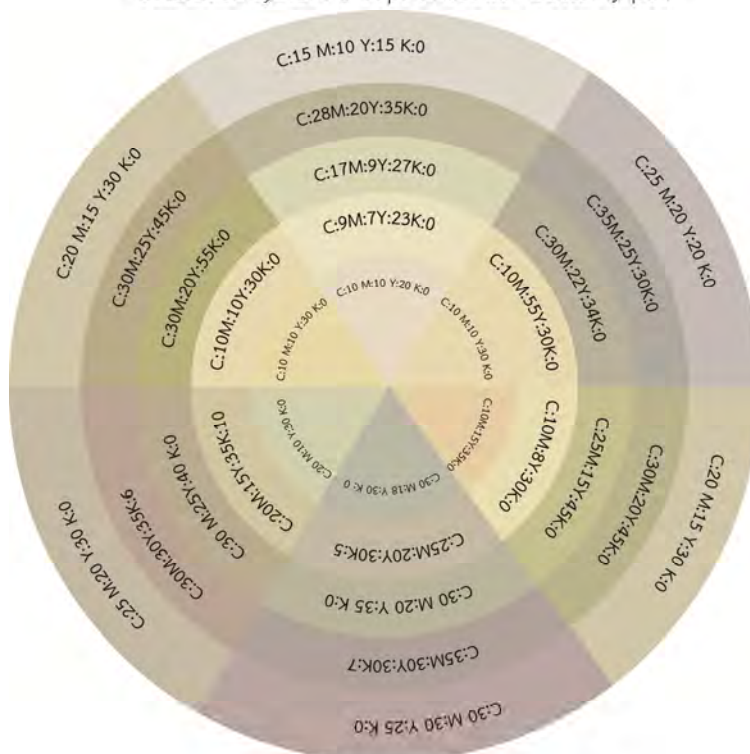 C:15 M:10 Y:15 K:0
C:28M:20Y:35K:0
C:17M:9Y:27K:0
C:9M:7Y:23K:0
C:10 M:10 Y:20 K:0
C:25 M:20 Y:20 K:0
C:35M:25Y:30K:0
C:30M:22Y:34K:0
C:10M:55Y:30K:0
C:10 M:10 Y:30 K:0
C:20 M:15 Y:30 K:0
C:30M:20Y:45K:0
C:25M:15Y:45K:0
C:10M:8Y:30K:0
C:10M:15Y:35K:0
C:30 M:30 Y:25 K:0
C:35M:30Y:30K:7
C:30 M:20 Y:35 K:0
C:25M:20Y:30K:5
C:30 M:18 Y:30 K: 0
C:25 M:20 Y:30 K:0
C:30M:30Y:35K:6
C:30 M:25Y:40 K:0
C:20M:15Y:35K:10
C:20 M:10 Y:30 K:0
C:20 M:15 Y:30 K:0
C:30M:25Y:45K:0
C:30M:20Y:55K:0
C:10M:10Y:30K:0
C:10 M:10 Y:30 K:0